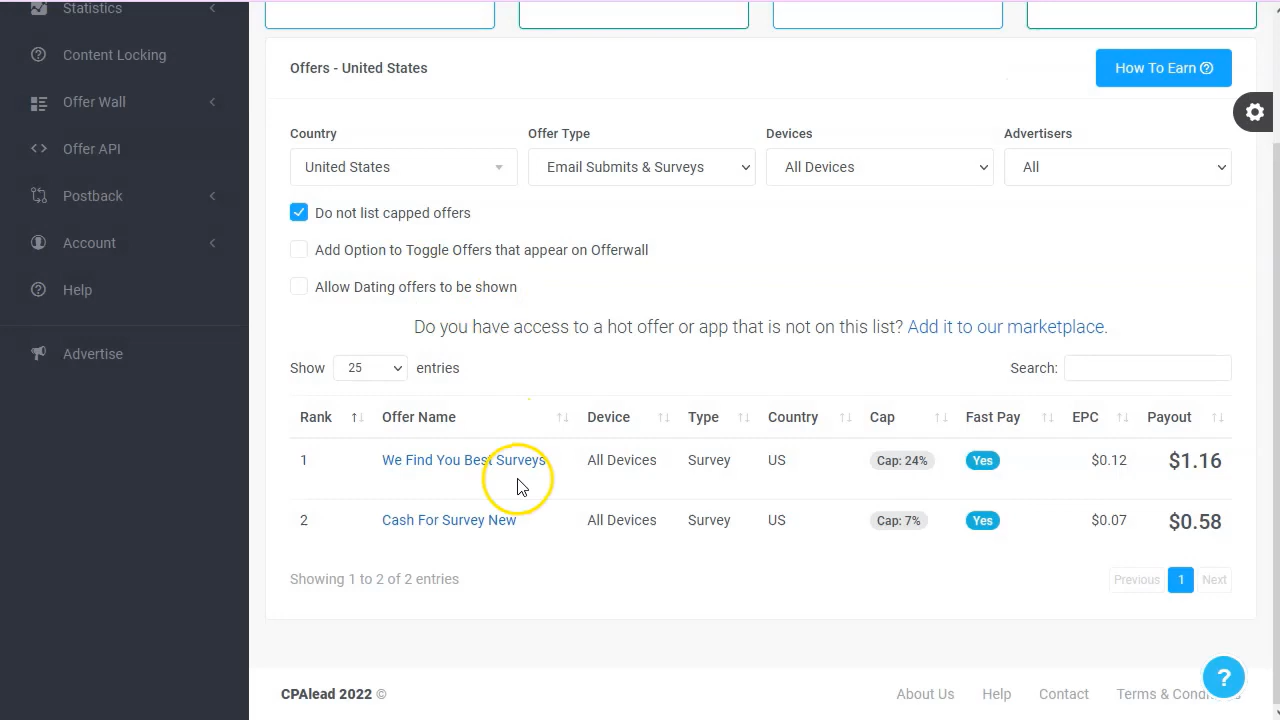 Statistics
Content Locking
Offer Wall
Offer API
Postback
Account
Help
Advertise
Offers - United States
How To Earn
Country Offer Type Devices Advertisers
United States Email Submits & Surveys All Devices All
Do not list capped offers
Add Option to Toggle Offers that appear on Offerwall
Allow Dating offers to be shown
Do you have access to a hot offer or app that is not on this list? Add it to our marketplace.
Show 25 entries Search:
Rank Offer Name Device Type Country Cap Fast Pay EPC Payout
1 We Find You Best Surveys All Devices Survey US Cap: 24% Yes $0.12 $1.16
2 Cash For Survey New All Devices Survey US Cap: 7% Yes $0.07 $0.58
Showing 1 to 2 of 2 entries Previous 1 Next
?
CPAlead 2022 © About Us Help Contact Terms &